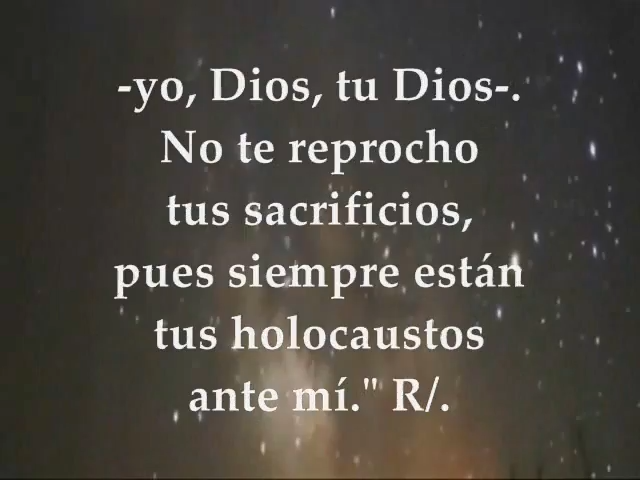 -yo, Dios, tu Dios-.
No te reprocho
tus sacrificios,
pues siempre están
tus holocaustos
ante mí." R/.